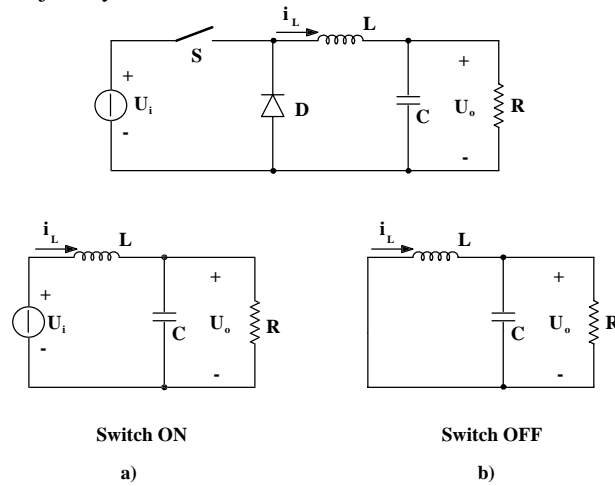 i_L L
S
+ +
U_i D C U_o R
- -
i_L L i_L L
+ + +
U_i C U_o R C U_o R
- - -
Switch ON Switch OFF
a) b)